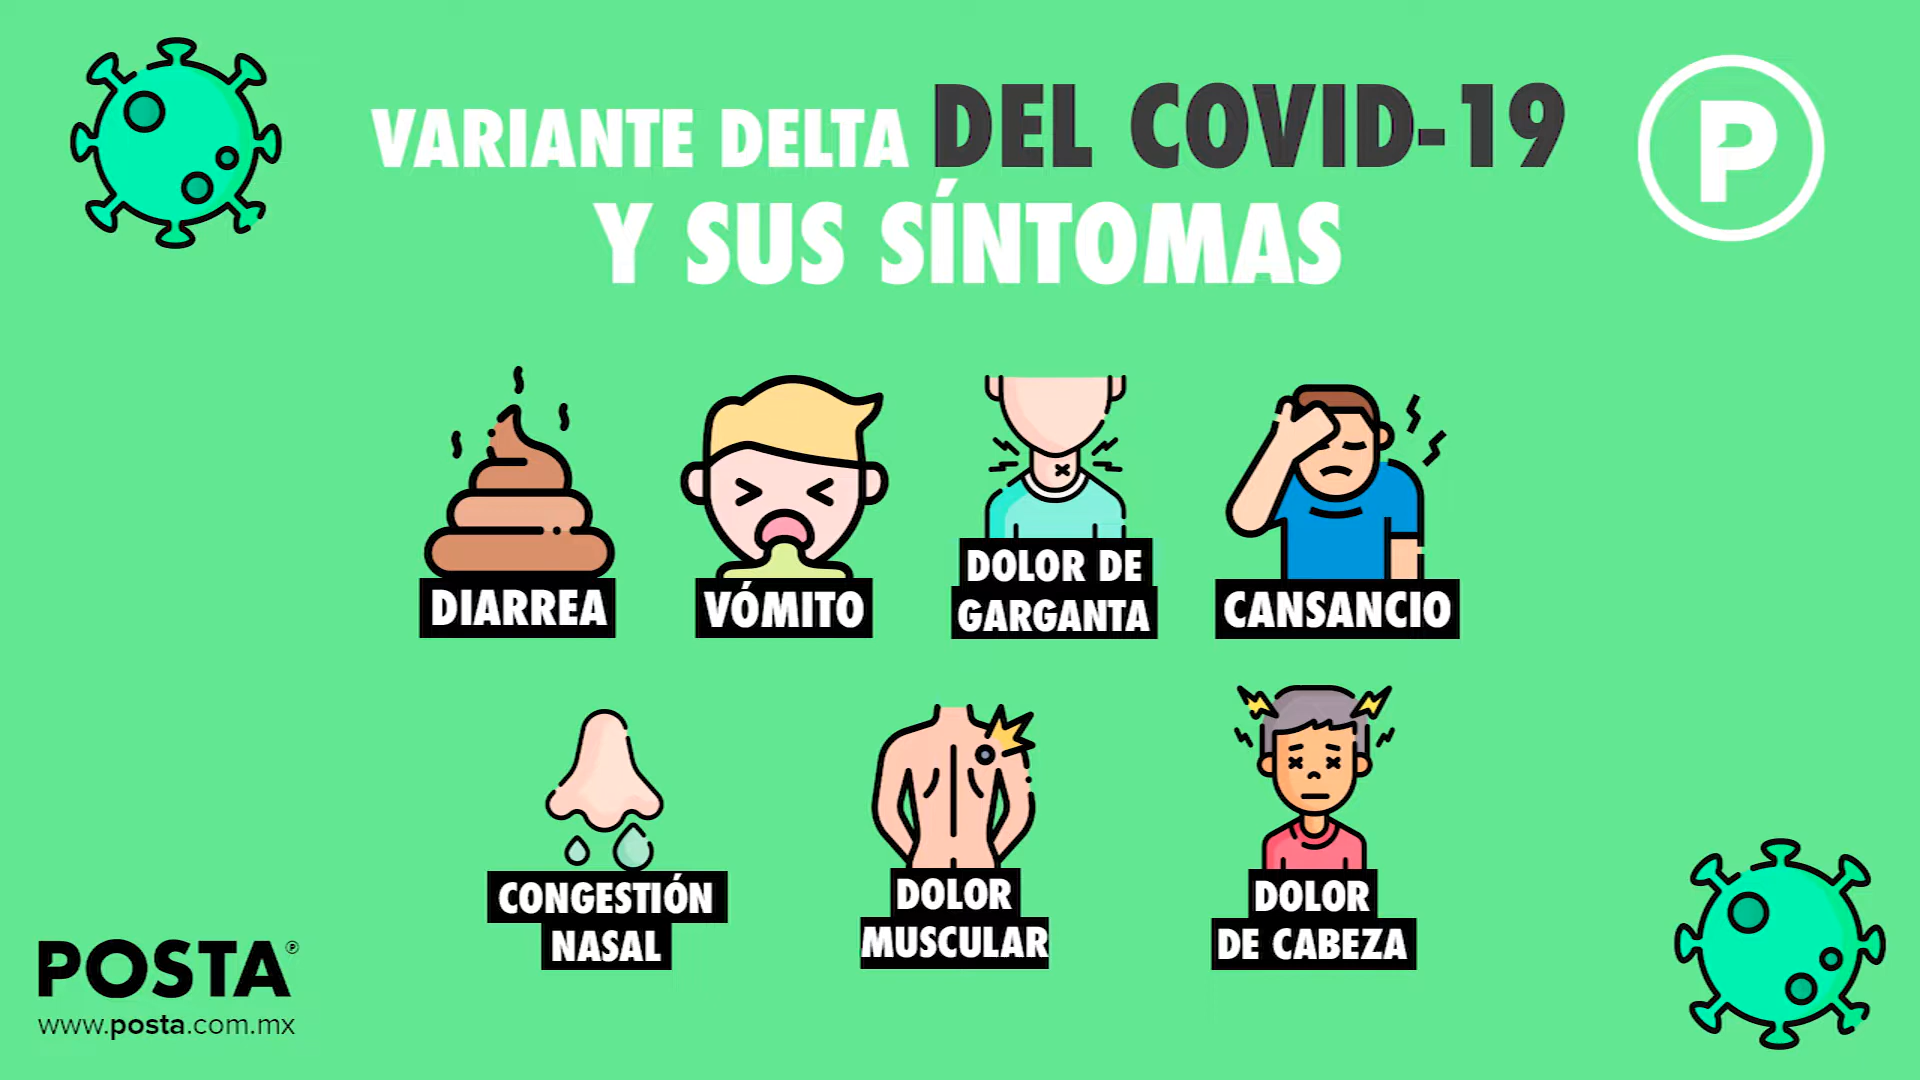 VARIANTE DELTA DEL COVID-19
Y SUS SÍNTOMAS
P
DIARREA
VÓMITO
DOLOR DE
GARGANTA
CANSANCIO
CONGESTIÓN
NASAL
DOLOR
MUSCULAR
DOLOR
DE CABEZA
POSTA℗
www.posta.com.mx